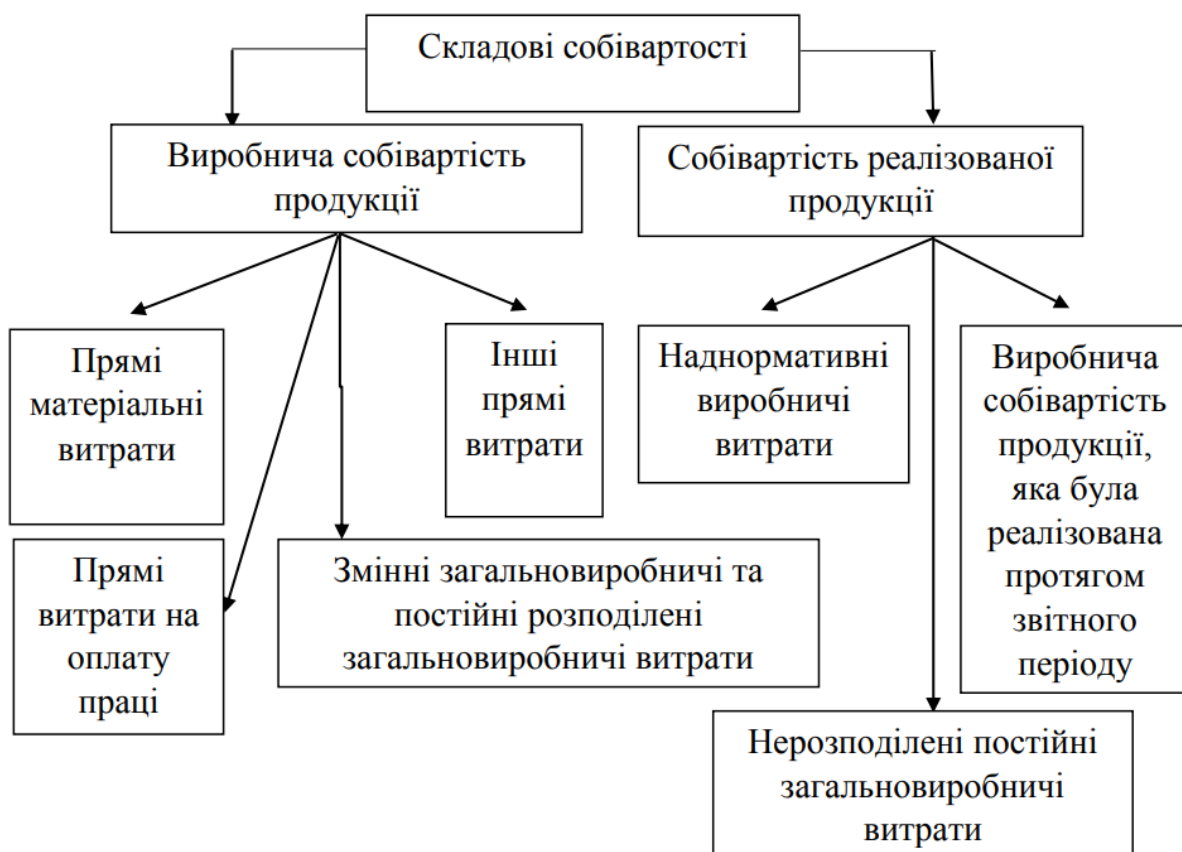 Складові собівартості
Виробнича собівартість
продукції
Собівартість реалізованої
продукції
Прямі
матеріальні
витрати
Інші
прямі
витрати
Наднормативні
виробничі
витрати
Виробнича
собівартість
продукції,
яка була
реалізована
протягом
звітного
періоду
Прямі
витрати на
оплату
праці
Змінні загальновиробничі та
постійні розподілені
загальновиробничі витрати
Нерозподілені постійні
загальновиробничі
витрати